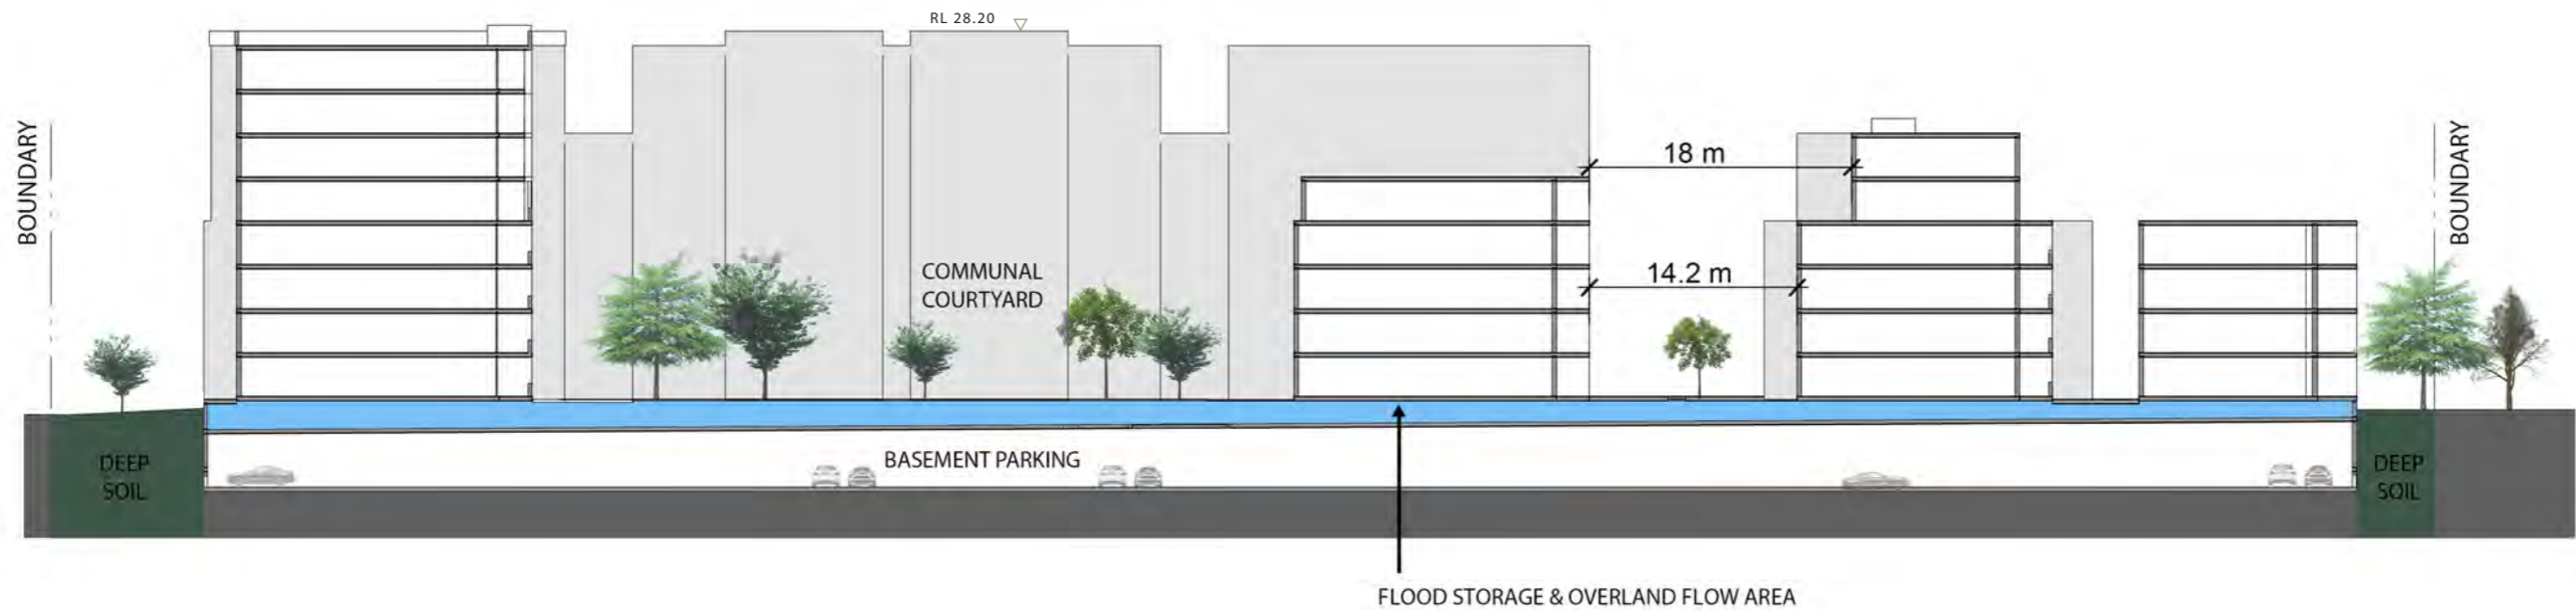 RL 28.20
BOUNDARY
18 m
BOUNDARY
COMMUNAL
COURTYARD
14.2 m
BASEMENT PARKING
DEEP
SOIL
DEEP
SOIL
FLOOD STORAGE & OVERLAND FLOW AREA